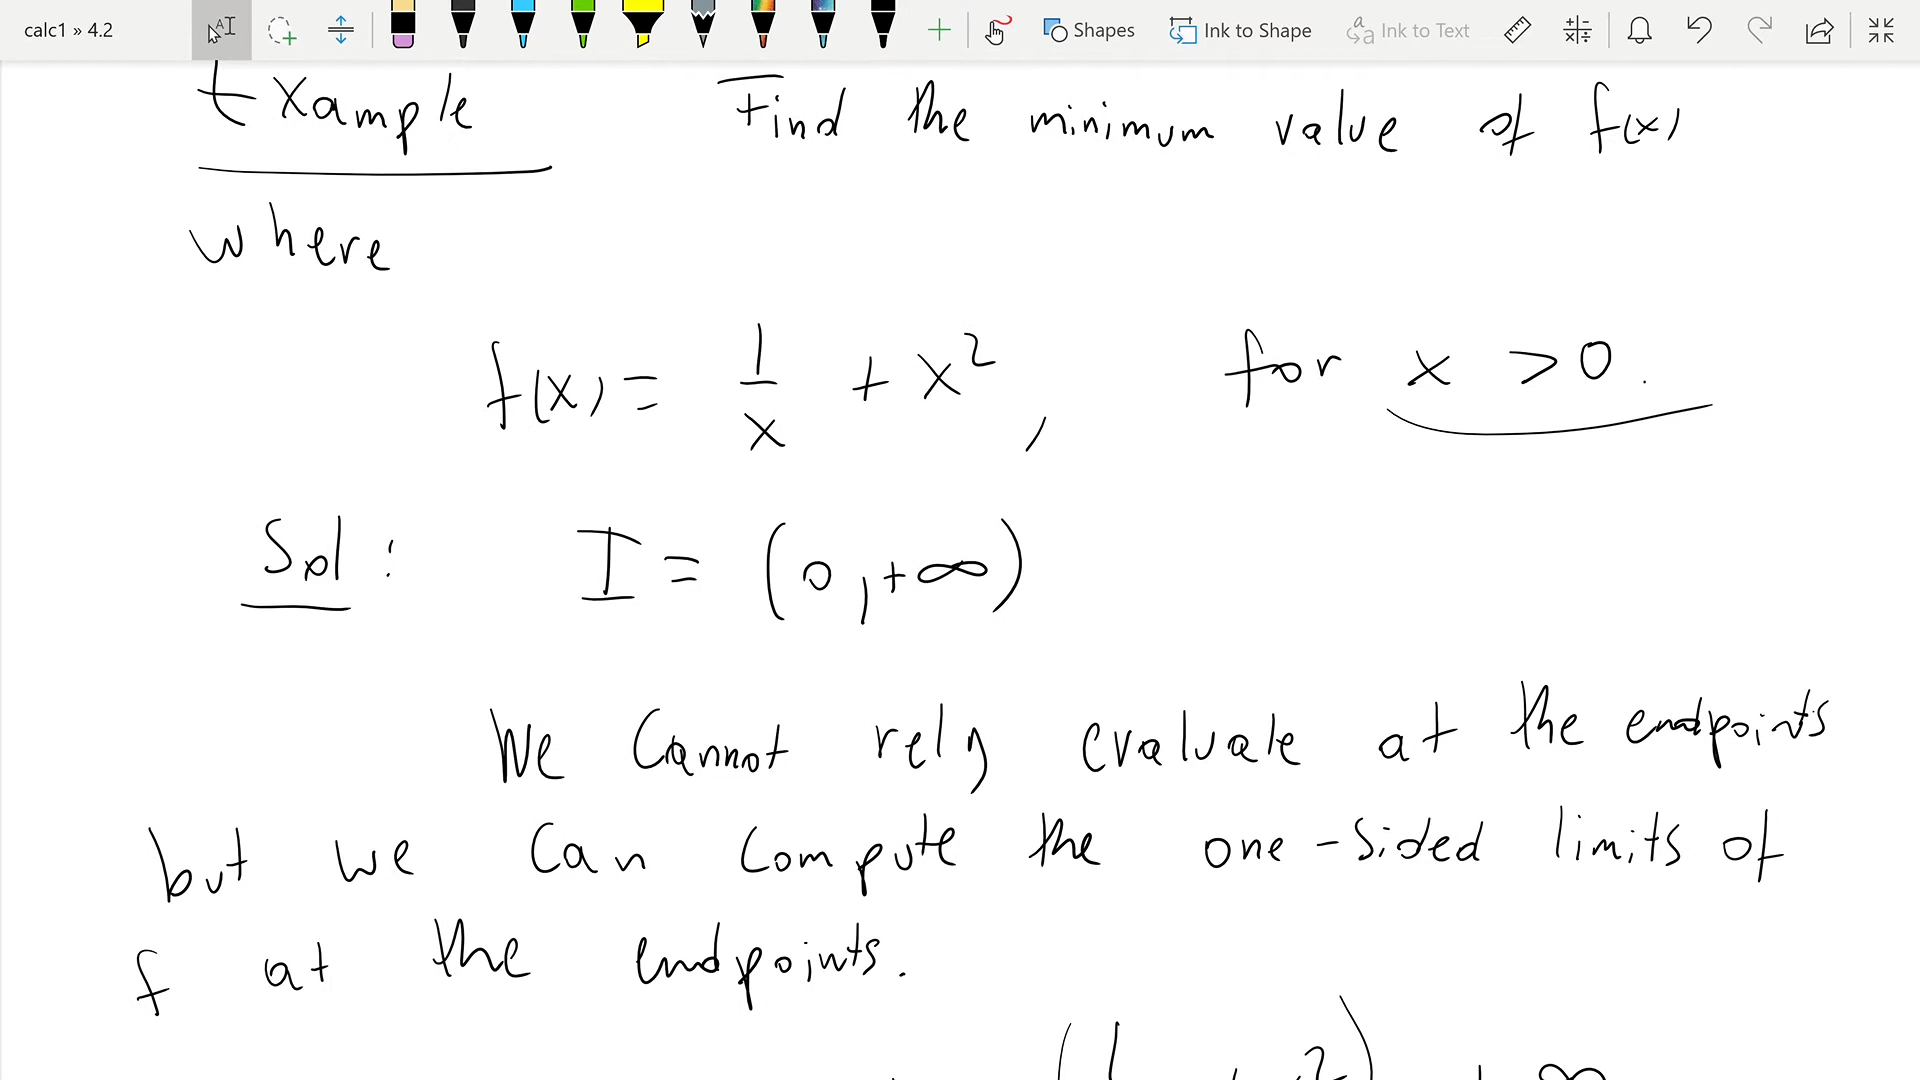 calc1 » 4.2
Shapes
Ink to Shape
Ink to Text
Example Find the minimum value of f(x)
where
f(x) = 1/x + x², for x > 0.
Sol: I = (0, +∞)
We Cannot rely evaluate at the endpoints
but we can compute the one-sided limits of
f at the endpoints.